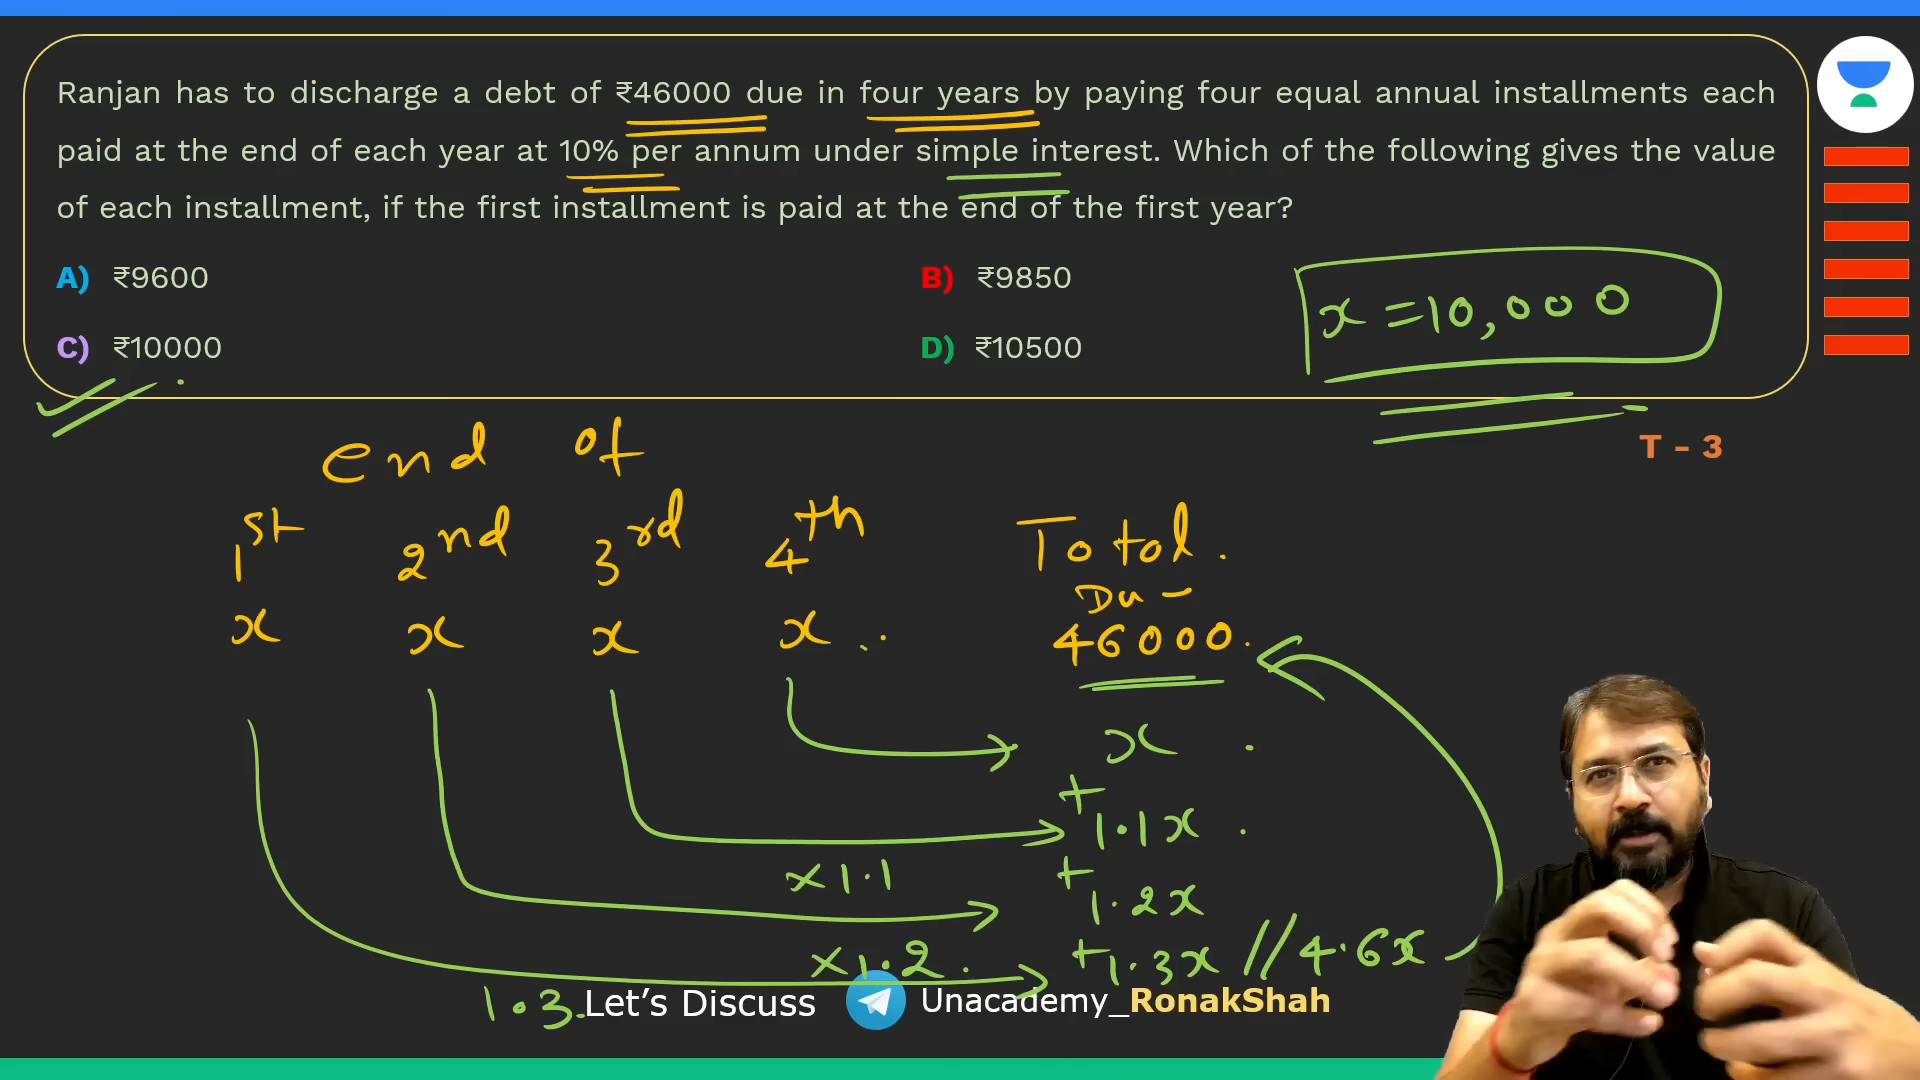 Ranjan has to discharge a debt of ₹46000 due in four years by paying four equal annual installments each
paid at the end of each year at 10% per annum under simple interest. Which of the following gives the value
of each installment, if the first installment is paid at the end of the first year?
A) ₹9600
B) ₹9850
C) ₹10000
D) ₹10500
x = 10,000
T - 3
end of
1st 2nd 3rd 4th Total.
Du -
x x x x . 46000.
x .
+ 1.1x .
x 1.1
+ 1.2x
x 1.2 .
+ 1.3x // 4.6x
1.3.
Let's Discuss Unacademy_RonakShah